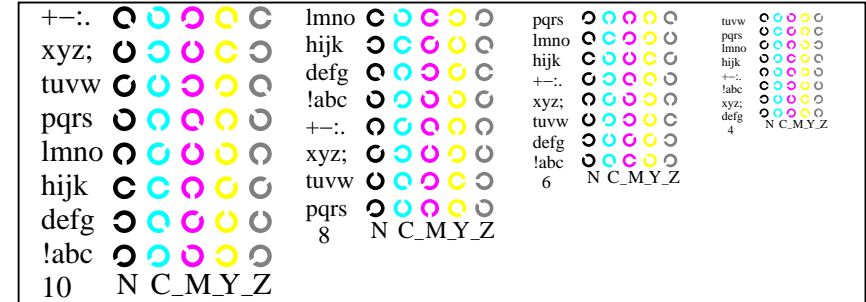 +−:.
xyz;
tuvw
pqrs
lmno
hijk
defg
!abc
10 N C_M_Y_Z
lmno
hijk
defg
!abc
+−:.
xyz;
tuvw
pqrs
8 N C_M_Y_Z
pqrs
lmno
hijk
+−:.
xyz;
tuvw
defg
!abc
6 N C_M_Y_Z
tuvw
pqrs
lmno
hijk
+−:.
!abc
xyz;
defg
4 N C_M_Y_Z